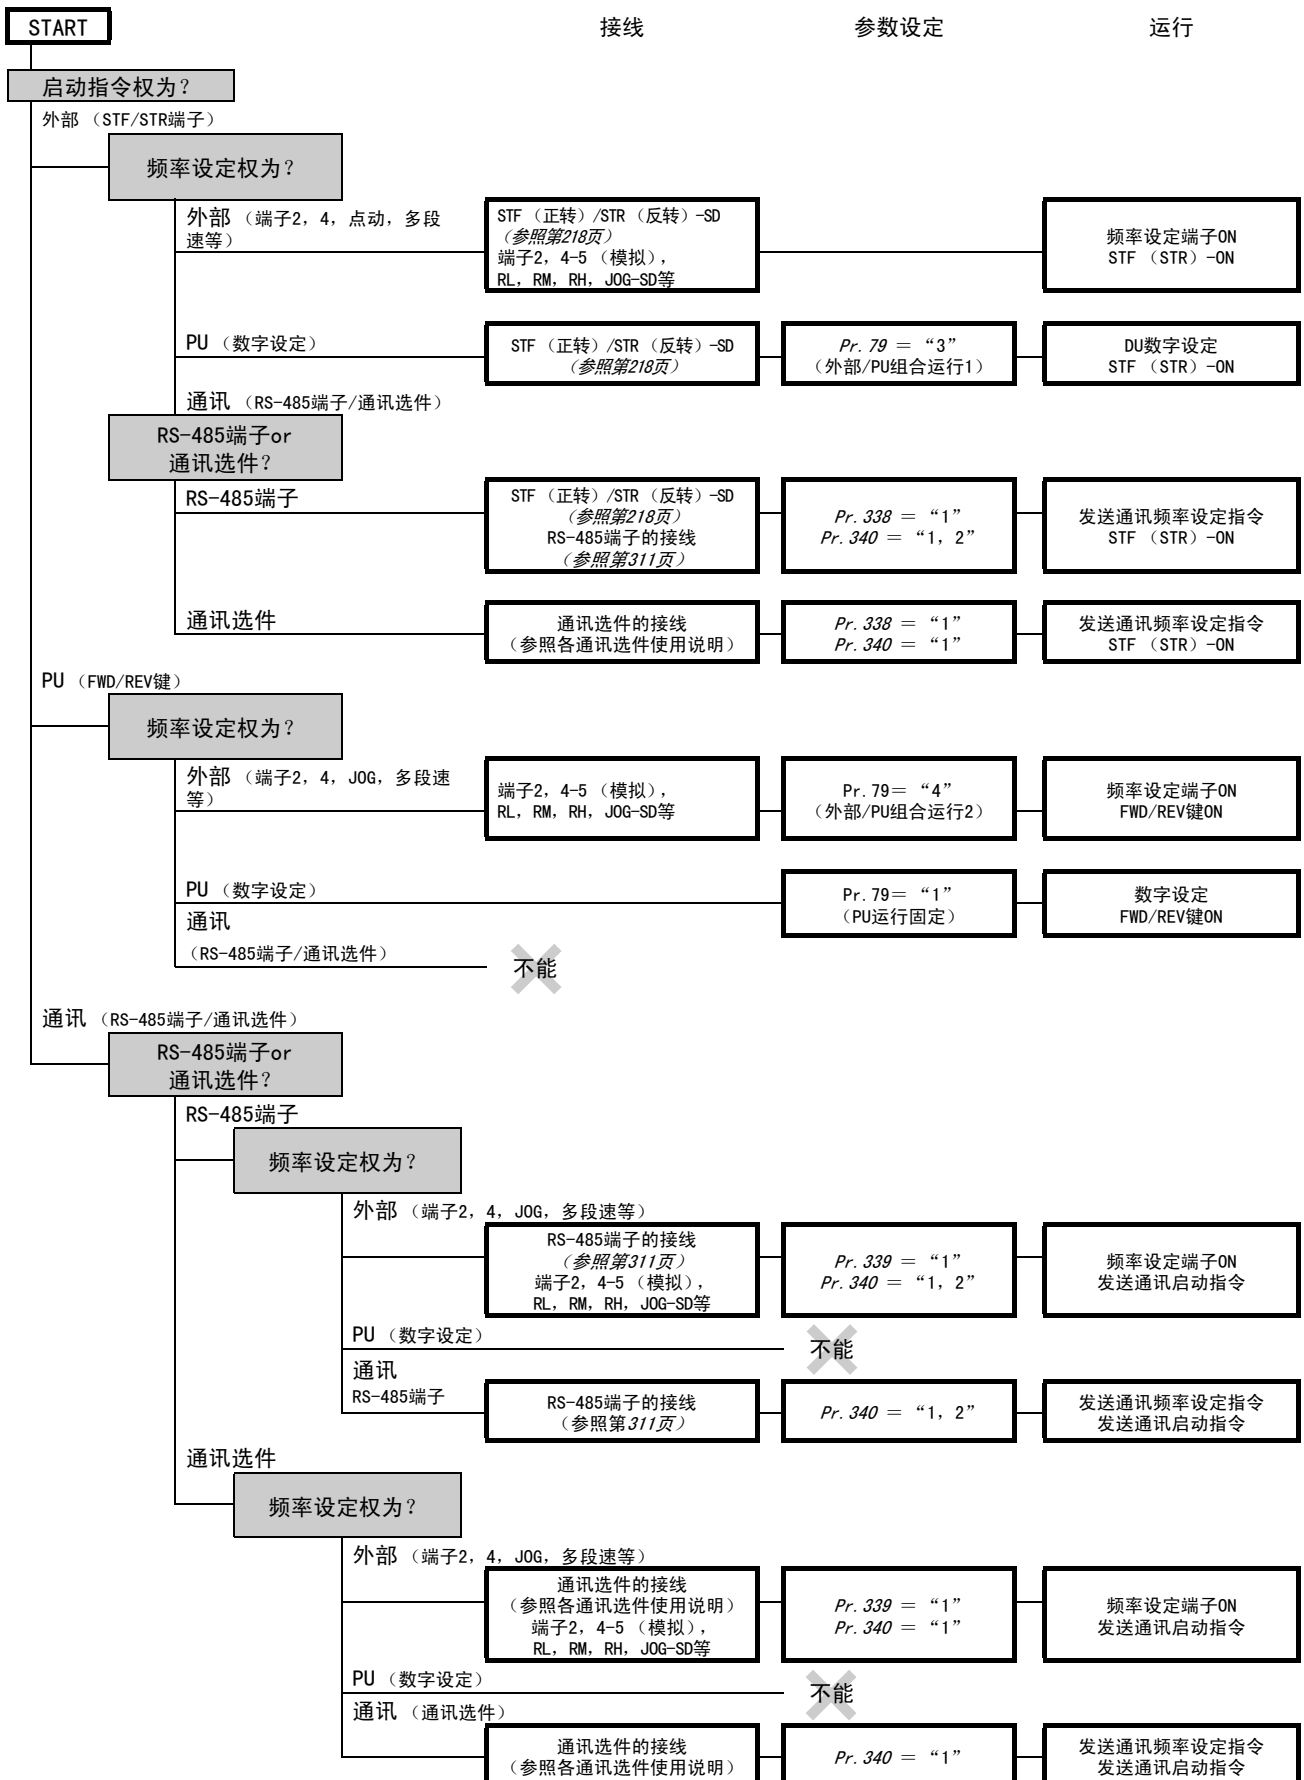 START 接线 参数设定 运行
启动指令权为？
外部（STF/STR端子）
频率设定权为？
外部（端子2，4，点动，多段
速等）
STF（正转）/STR（反转）-SD
（参照第218页）
端子2，4-5（模拟），
RL，RM，RH，JOG-SD等
频率设定端子ON
STF（STR）-ON
PU（数字设定）
STF（正转）/STR（反转）-SD
（参照第218页）
Pr. 79 ＝ “3”
（外部/PU组合运行1）
DU数字设定
STF（STR）-ON
通讯（RS-485端子/通讯选件）
RS-485端子or
通讯选件？
RS-485端子
STF（正转）/STR（反转）-SD
（参照第218页）
RS-485端子的接线
（参照第311页）
Pr. 338 ＝ “1”
Pr. 340 ＝ “1，2”
发送通讯频率设定指令
STF（STR）-ON
通讯选件
通讯选件的接线
（参照各通讯选件使用说明）
Pr. 338 ＝ “1”
Pr. 340 ＝ “1”
发送通讯频率设定指令
STF（STR）-ON
PU（FWD/REV键）
频率设定权为？
外部（端子2，4，JOG，多段速
等）
端子2，4-5（模拟），
RL，RM，RH，JOG-SD等
Pr. 79＝ “4”
（外部/PU组合运行2）
频率设定端子ON
FWD/REV键ON
PU（数字设定）
Pr. 79＝ “1”
（PU运行固定）
数字设定
FWD/REV键ON
通讯
（RS-485端子/通讯选件）
不能
通讯（RS-485端子/通讯选件）
RS-485端子or
通讯选件？
RS-485端子
频率设定权为？
外部（端子2，4，JOG，多段速等）
RS-485端子的接线
（参照第311页）
端子2，4-5（模拟），
RL，RM，RH，JOG-SD等
Pr. 339 ＝ “1”
Pr. 340 ＝ “1，2”
频率设定端子ON
发送通讯启动指令
PU（数字设定）
不能
通讯
RS-485端子
RS-485端子的接线
（参照第311页）
Pr. 340 ＝ “1，2”
发送通讯频率设定指令
发送通讯启动指令
通讯选件
频率设定权为？
外部（端子2，4，JOG，多段速等）
通讯选件的接线
（参照各通讯选件使用说明）
端子2，4-5（模拟），
RL，RM，RH，JOG-SD等
Pr. 339 ＝ “1”
Pr. 340 ＝ “1”
频率设定端子ON
发送通讯启动指令
PU（数字设定）
不能
通讯（通讯选件）
通讯选件的接线
（参照各通讯选件使用说明）
Pr. 340 ＝ “1”
发送通讯频率设定指令
发送通讯启动指令